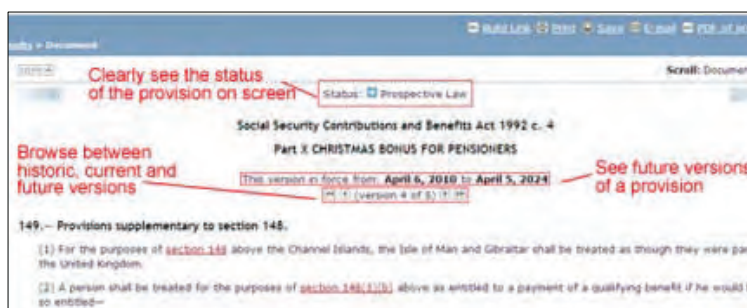 Build Link Print Save E-mail PDF of
> Document
Scroll: Documen
Clearly see the status
of the provision on screen
Status: Prospective Law
Social Security Contributions and Benefits Act 1992 c. 4
Part X CHRISTMAS BONUS FOR PENSIONERS
Browse between
historic, current and
future versions
This version in force from: April 6, 2010 to April 5, 2024
(version 4 of 5)
See future versions
of a provision
149.— Provisions supplementary to section 148.
(1) For the purposes of section 148 above the Channel Islands, the Isle of Man and Gibraltar shall be treated as though they were par
the United Kingdom.
(2) A person shall be treated for the purposes of section 148(1)(b) above as entitled to a payment of a qualifying benefit if he would
so entitled—